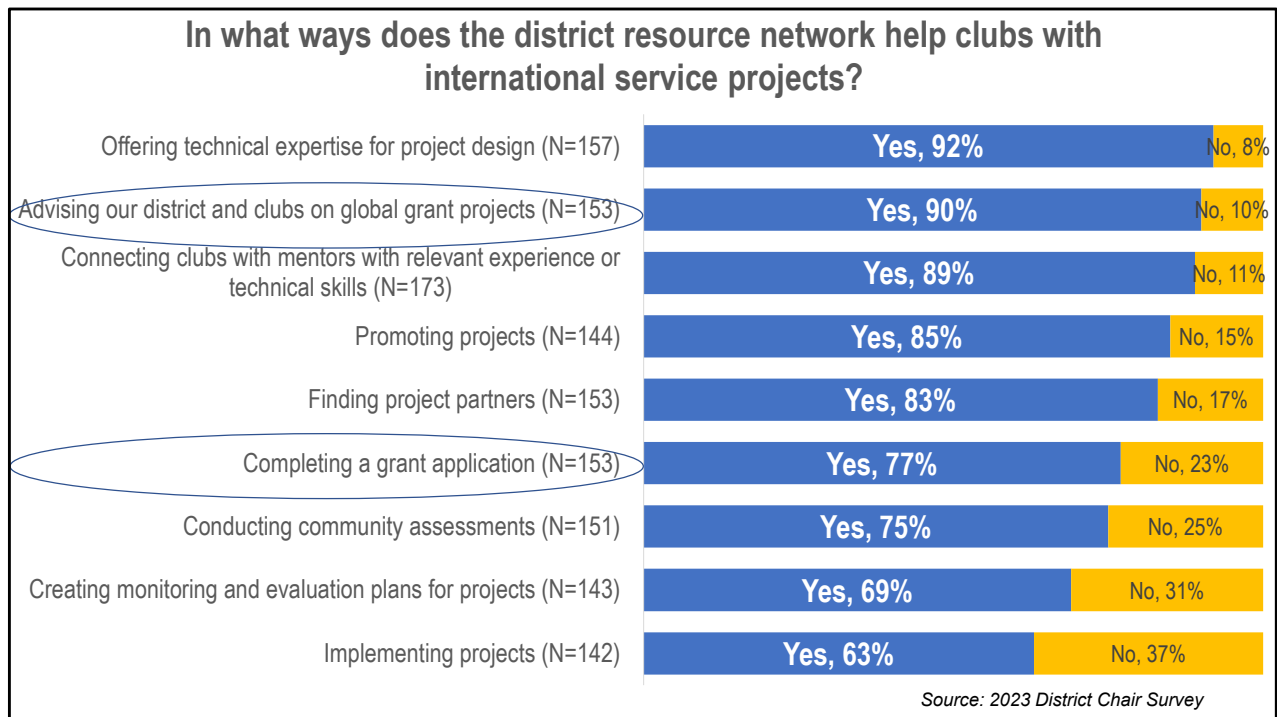 In what ways does the district resource network help clubs with
international service projects?
Offering technical expertise for project design (N=157)
Yes, 92%
No, 8%
Advising our district and clubs on global grant projects (N=153)
Yes, 90%
No, 10%
Connecting clubs with mentors with relevant experience or
technical skills (N=173)
Yes, 89%
No, 11%
Promoting projects (N=144)
Yes, 85%
No, 15%
Finding project partners (N=153)
Yes, 83%
No, 17%
Completing a grant application (N=153)
Yes, 77%
No, 23%
Conducting community assessments (N=151)
Yes, 75%
No, 25%
Creating monitoring and evaluation plans for projects (N=143)
Yes, 69%
No, 31%
Implementing projects (N=142)
Yes, 63%
No, 37%
Source: 2023 District Chair Survey